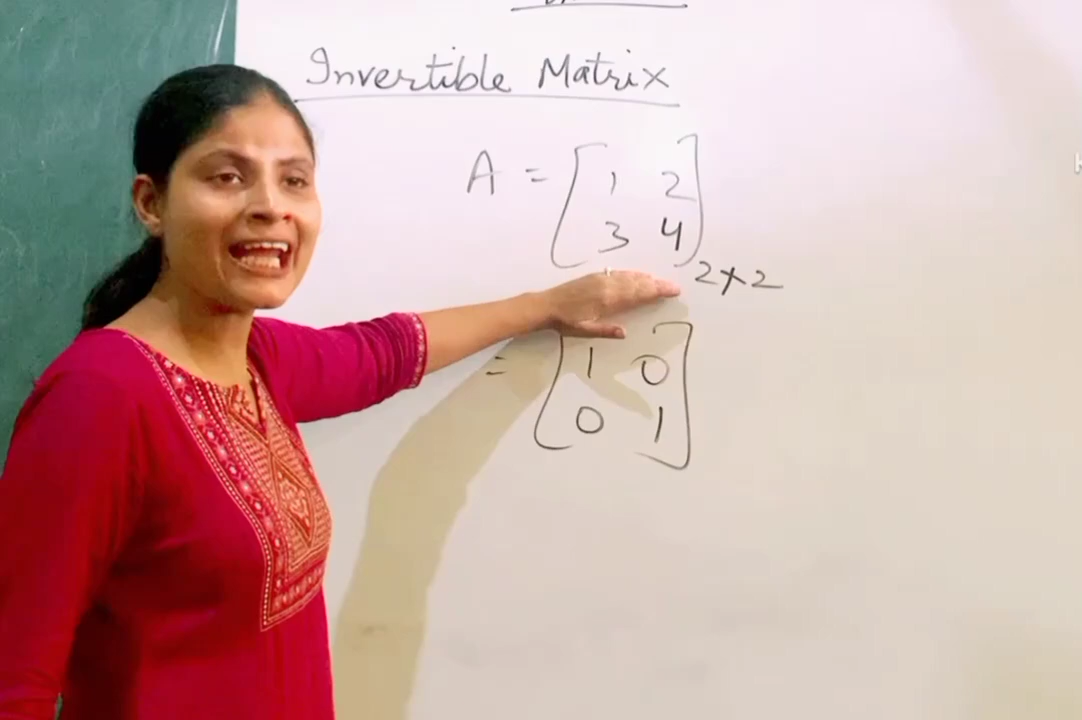 Invertible Matrix
A = [1 2
3 4] 2×2
= [1 0
0 1]